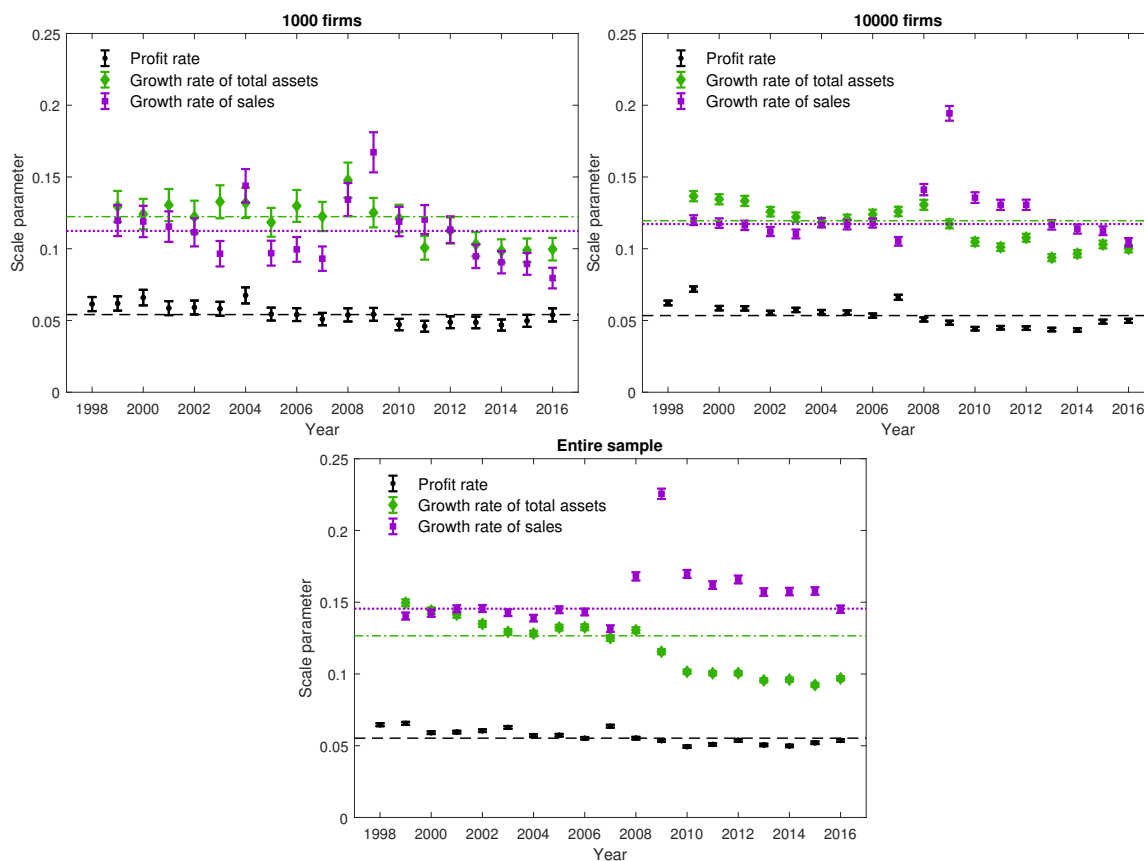 1000 firms
0.25
0.2
0.15
0.1
0.05
0
Scale parameter
Profit rate
Growth rate of total assets
Growth rate of sales
1998 2000 2002 2004 2006 2008 2010 2012 2014 2016
Year
10000 firms
0.25
0.2
0.15
0.1
0.05
0
Scale parameter
Profit rate
Growth rate of total assets
Growth rate of sales
1998 2000 2002 2004 2006 2008 2010 2012 2014 2016
Year
Entire sample
0.25
0.2
0.15
0.1
0.05
0
Scale parameter
Profit rate
Growth rate of total assets
Growth rate of sales
1998 2000 2002 2004 2006 2008 2010 2012 2014 2016
Year